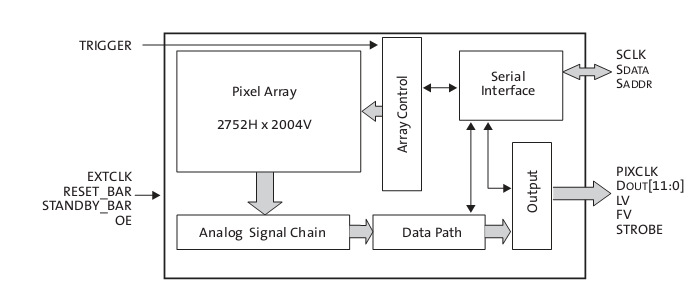 TRIGGER
Pixel Array
2752H x 2004V
Array Control
Serial
Interface
SCLK
SDATA
SADDR
EXTCLK
RESET_BAR
STANDBY_BAR
OE
Analog Signal Chain
Data Path
Output
PIXCLK
DOUT[11:0]
LV
FV
STROBE